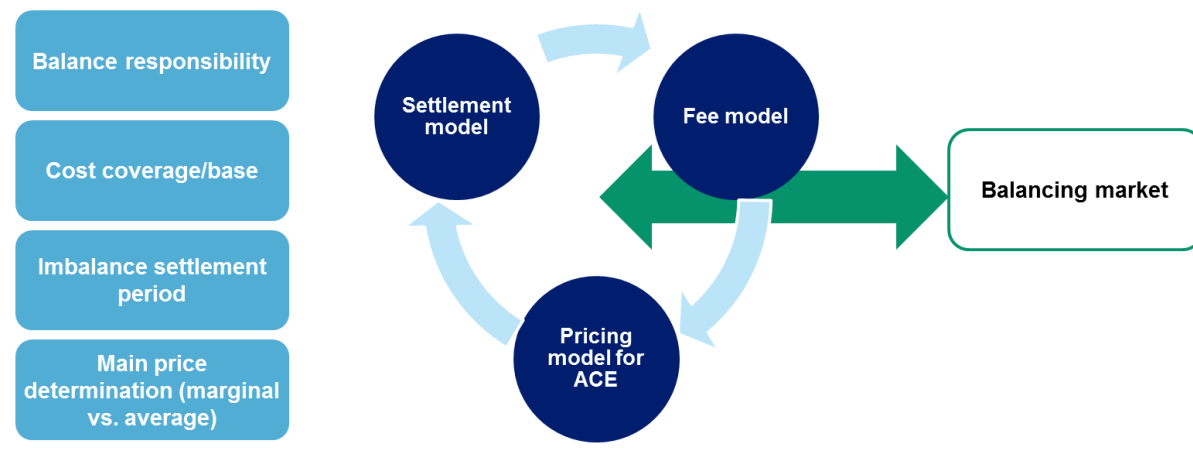 Balance responsibility
Cost coverage/base
Imbalance settlement
period
Main price
determination (marginal
vs. average)
Settlement
model
Fee model
Pricing
model for
ACE
Balancing market